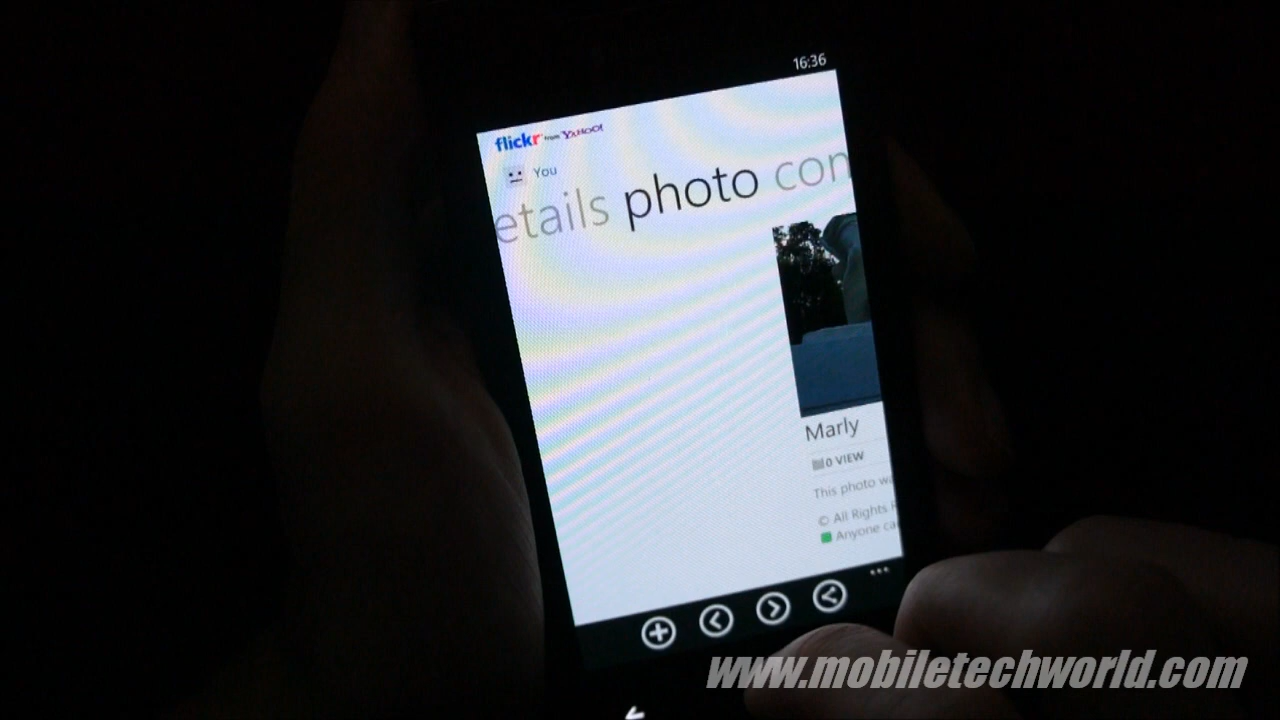 16:36
flickr from YAHOO!
You
etails photo con
Marly
0 VIEW
This photo wa
© All Rights R
Anyone ca
www.mobiletechworld.com